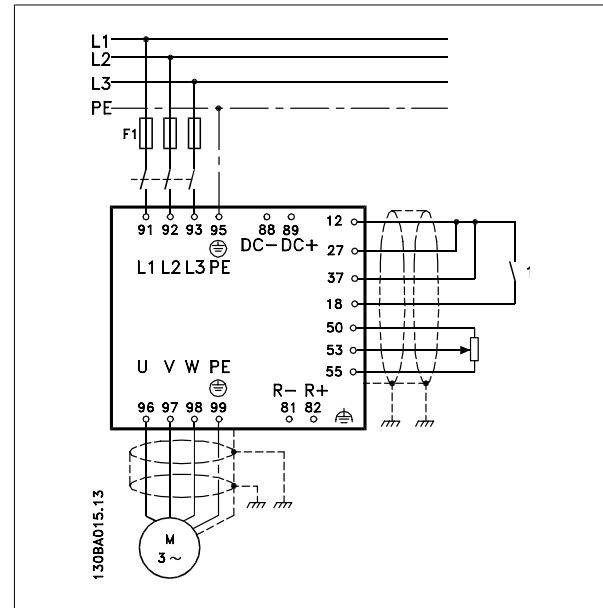 L1
L2
L3
PE
F1
91 92 93 95 88 89
DC- DC+
L1 L2 L3 PE
12
27
37
18
50
53
55
U V W PE
96 97 98 99
R- R+
81 82
M
3 ~
130BA015.13